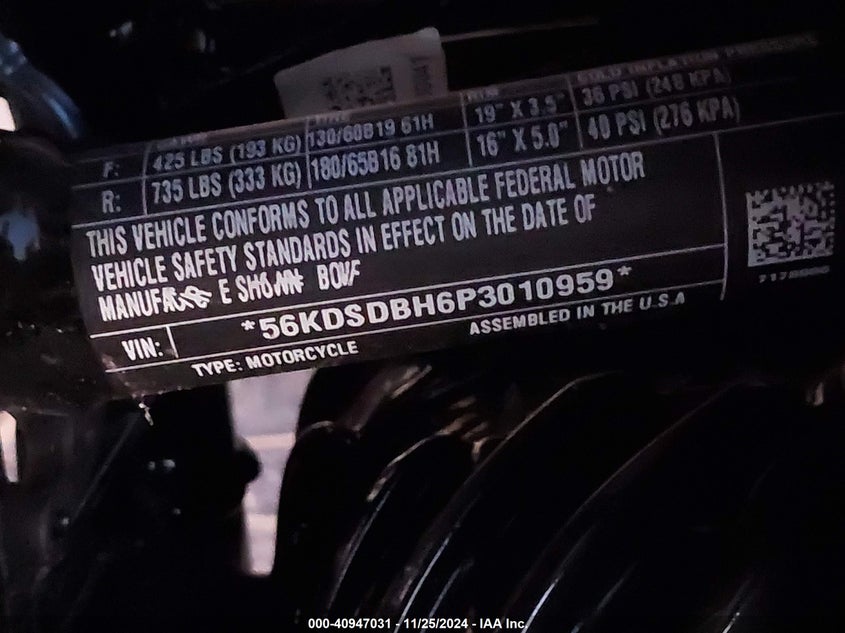 COLD INFLATION PRESSURE
F: 425 LBS (193 KG) 130/60B19 61H 19" X 3.5" 36 PSI (248 KPA)
R: 735 LBS (333 KG) 180/65B16 81H 16" X 5.0" 40 PSI (276 KPA)
THIS VEHICLE CONFORMS TO ALL APPLICABLE FEDERAL MOTOR
VEHICLE SAFETY STANDARDS IN EFFECT ON THE DATE OF
VIN: *56KDSDBH6P3010959*
TYPE: MOTORCYCLE ASSEMBLED IN THE U.S.A
000-40947031 - 11/25/2024 - IAA Inc.